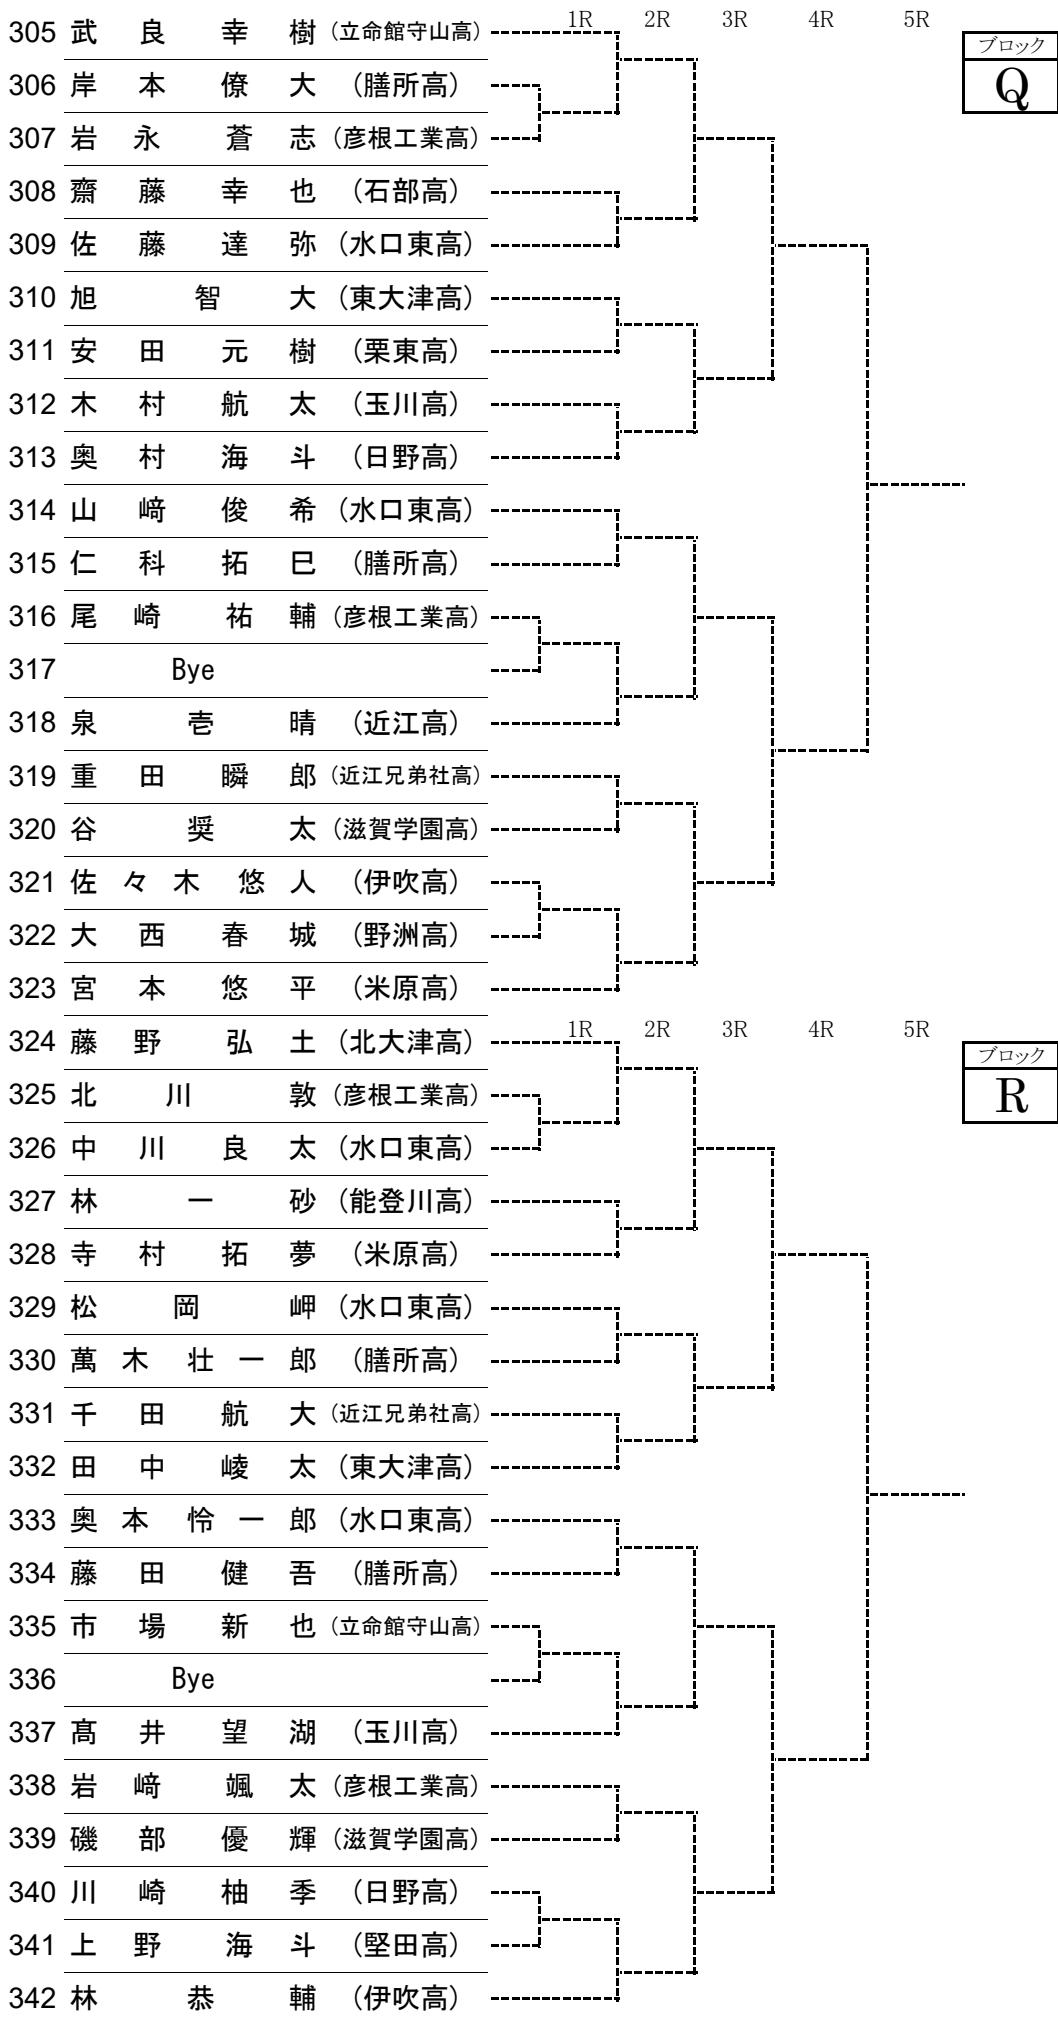 1R 2R 3R 4R 5R
ブロック
Q
305 武良幸樹 (立命館守山高)
306 岸本僚大 (膳所高)
307 岩永蒼志 (彦根工業高)
308 齋藤幸也 (石部高)
309 佐藤達弥 (水口東高)
310 旭智大 (東大津高)
311 安田元樹 (栗東高)
312 木村航太 (玉川高)
313 奥村海斗 (日野高)
314 山﨑俊希 (水口東高)
315 仁科拓巳 (膳所高)
316 尾崎祐輔 (彦根工業高)
317 Bye
318 泉壱晴 (近江高)
319 重田瞬郎 (近江兄弟社高)
320 谷奨太 (滋賀学園高)
321 佐々木悠人 (伊吹高)
322 大西春城 (野洲高)
323 宮本悠平 (米原高)
1R 2R 3R 4R 5R
ブロック
R
324 藤野弘土 (北大津高)
325 北川敦 (彦根工業高)
326 中川良太 (水口東高)
327 林一砂 (能登川高)
328 寺村拓夢 (米原高)
329 松岡岬 (水口東高)
330 萬木壮一郎 (膳所高)
331 千田航大 (近江兄弟社高)
332 田中崚太 (東大津高)
333 奥本怜一郎 (水口東高)
334 藤田健吾 (膳所高)
335 市場新也 (立命館守山高)
336 Bye
337 髙井望湖 (玉川高)
338 岩﨑颯太 (彦根工業高)
339 磯部優輝 (滋賀学園高)
340 川崎柚季 (日野高)
341 上野海斗 (堅田高)
342 林恭輔 (伊吹高)